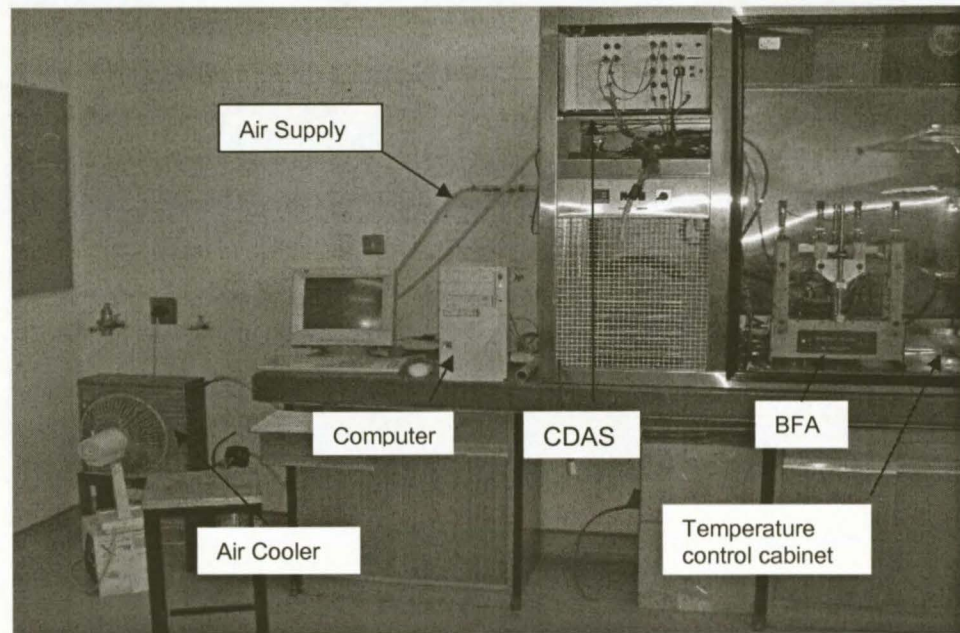 Air Supply
Computer
CDAS
BFA
Air Cooler
Temperature
control cabinet